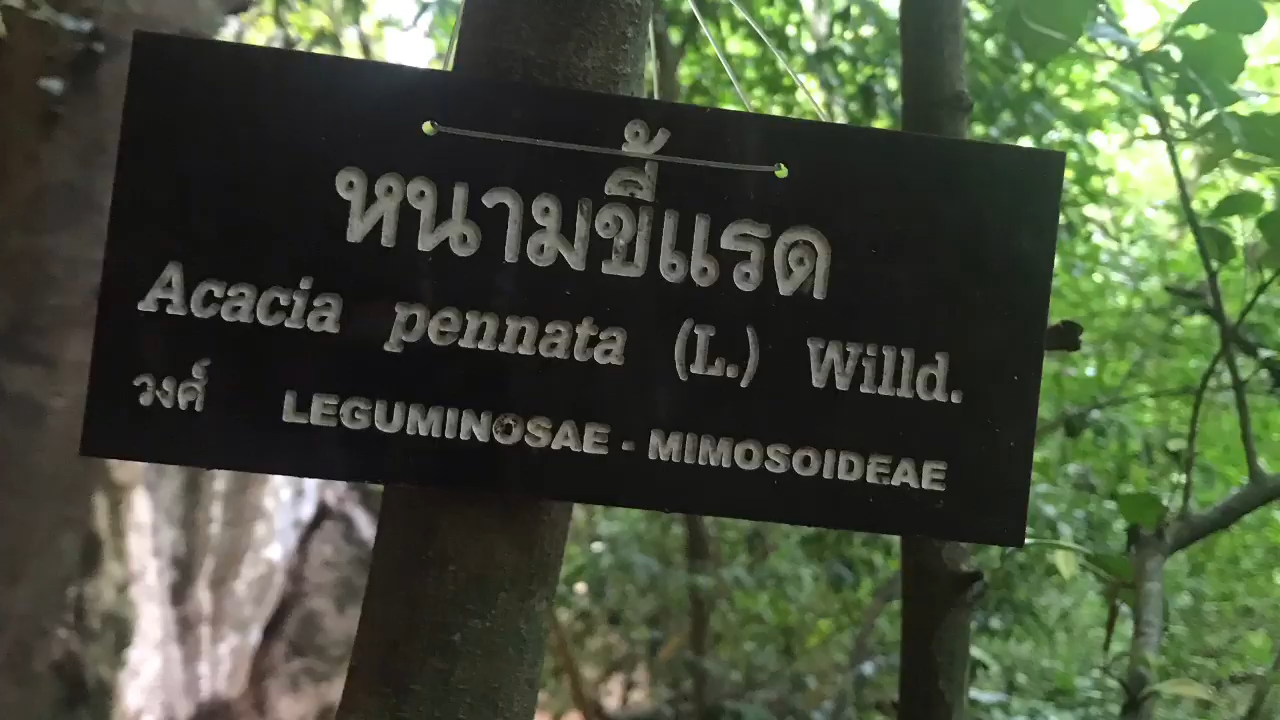 หนามขี้แรด
Acacia pennata (L.) Willd.
วงศ์ LEGUMINOSAE - MIMOSOIDEAE